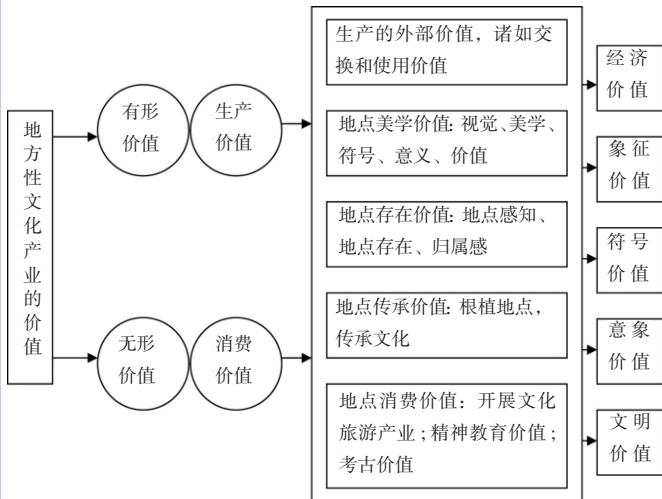 地方性文化产业的价值
有形
价值
生产
价值
无形
价值
消费
价值
生产的外部价值，诸如交
换和使用价值
地点美学价值：视觉、美学、
符号、意义、价值
地点存在价值：地点感知、
地点存在、归属感
地点传承价值：根植地点，
传承文化
地点消费价值：开展文化
旅游产业；精神教育价值；
考古价值
经济
价值
象征
价值
符号
价值
意象
价值
文明
价值